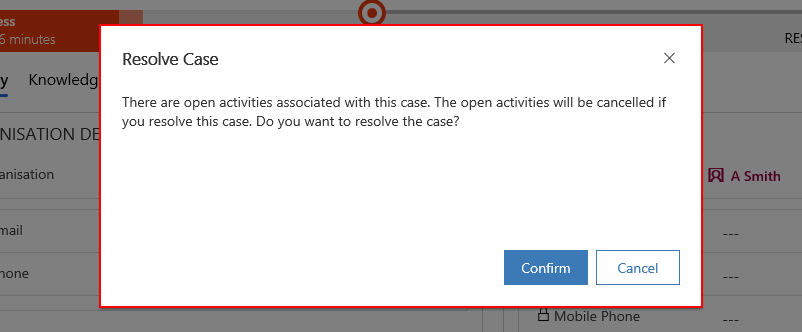 ess
6 minutes
RES
y Knowledg
Resolve Case
There are open activities associated with this case. The open activities will be cancelled if
you resolve this case. Do you want to resolve the case?
NISATION DE
anisation
A Smith
mail
---
hone
---
Confirm
Cancel
Mobile Phone
---